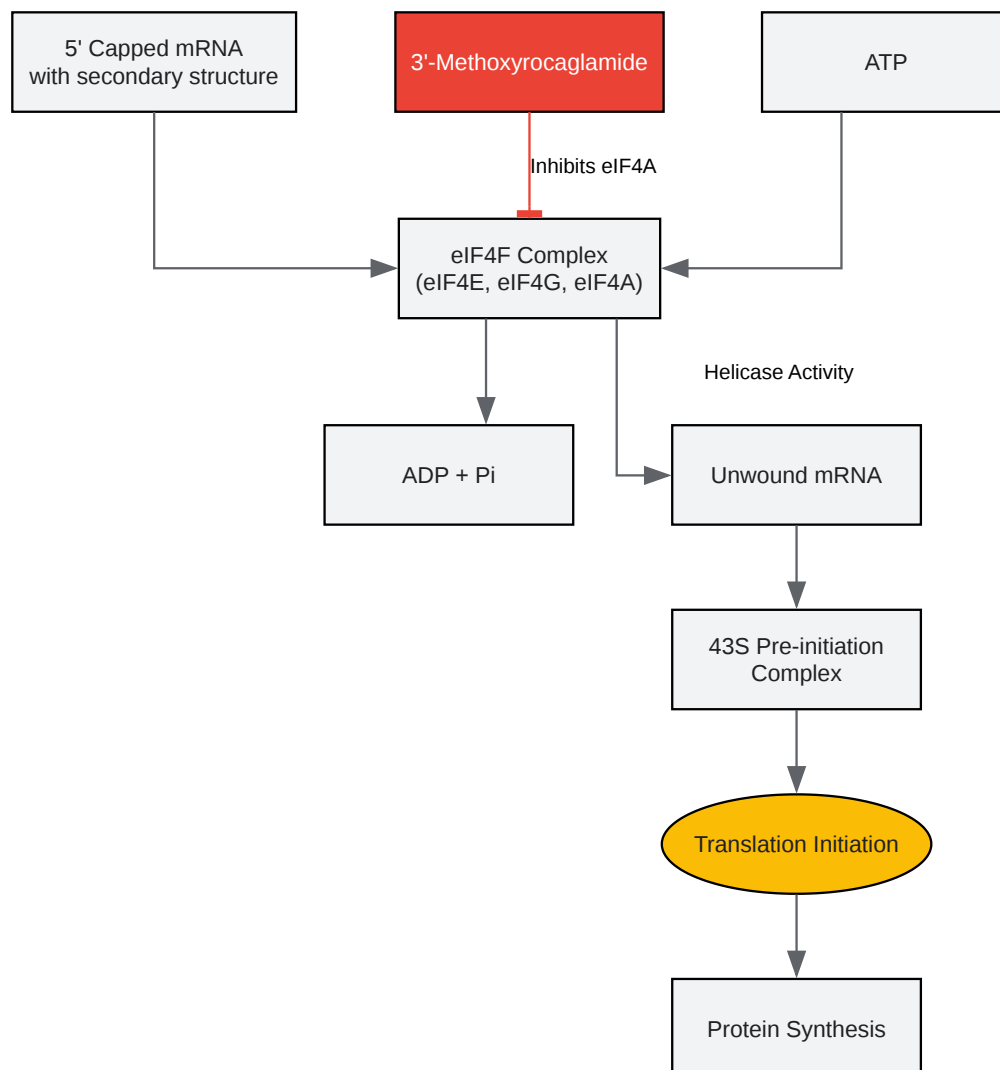 5' Capped mRNA
with secondary structure
3'-Methoxyrocaglamide
ATP
Inhibits eIF4A
eIF4F Complex
(eIF4E, eIF4G, eIF4A)
Helicase Activity
ADP + Pi
Unwound mRNA
43S Pre-initiation
Complex
Translation Initiation
Protein Synthesis